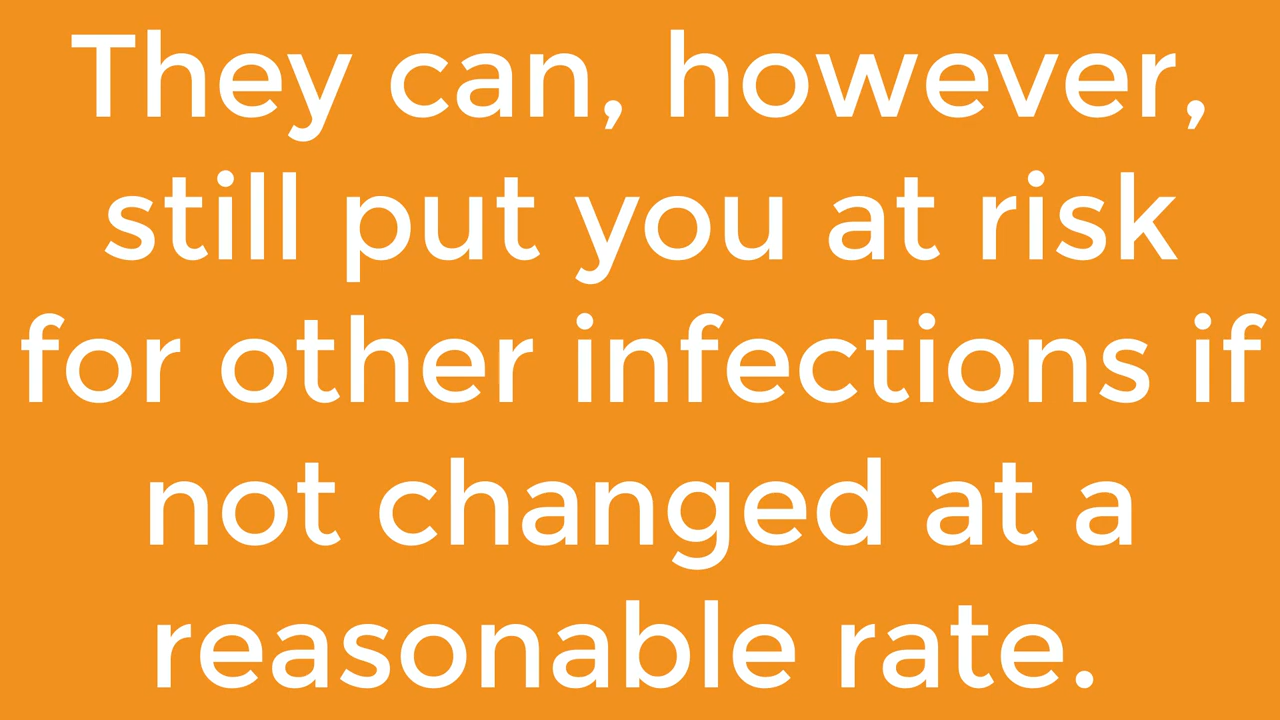 They can, however,
still put you at risk
for other infections if
not changed at a
reasonable rate.